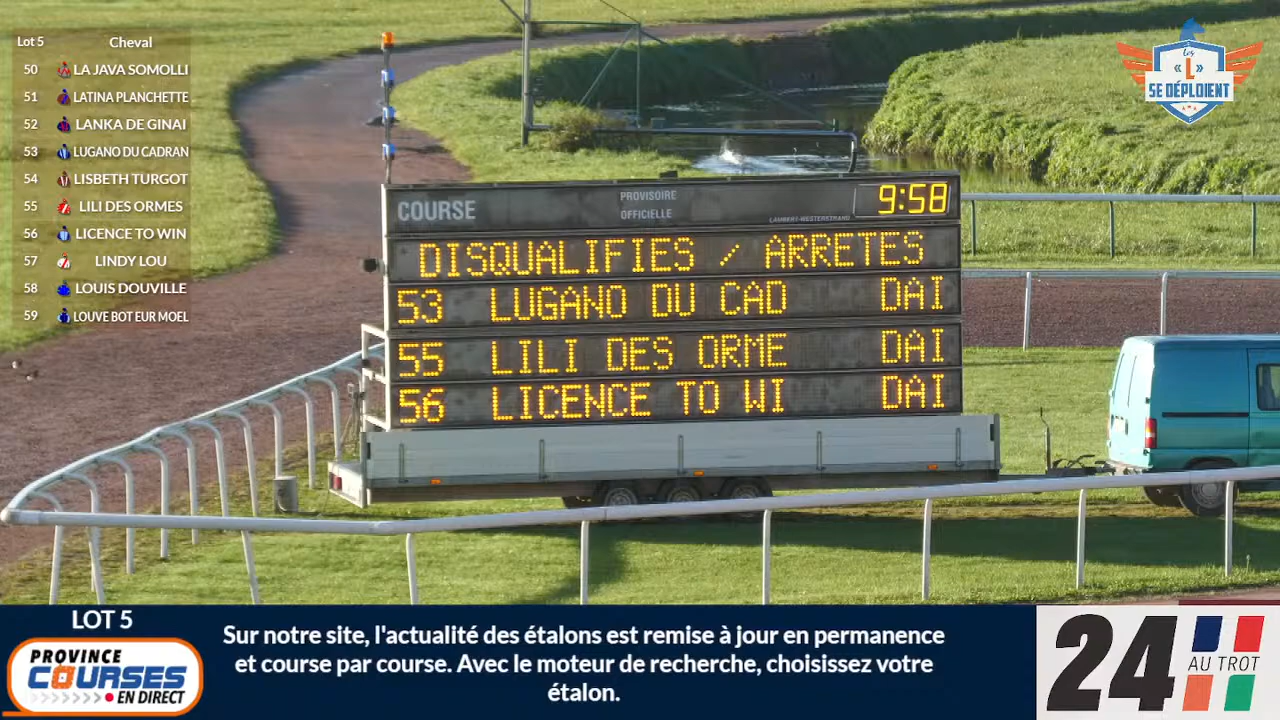 Lot 5 Cheval
50 LA JAVA SOMOLLI
51 LATINA PLANCHETTE
52 LANKA DE GINAI
53 LUGANO DU CADRAN
54 LISBETH TURGOT
55 LILI DES ORMES
56 LICENCE TO WIN
57 LINDY LOU
58 LOUIS DOUVILLE
59 LOUVE BOT EUR MOEL
Les
« L »
SE DÉPLOIENT
COURSE
PROVISOIRE
OFFICIELLE
LAMBERT-WESTERSTRAND
9:58
DISQUALIFIES / ARRETES
53 LUGANO DU CAD DAI
55 LILI DES ORME DAI
56 LICENCE TO WI DAI
LOT 5
PROVINCE
COURSES
EN DIRECT
Sur notre site, l'actualité des étalons est remise à jour en permanence
et course par course. Avec le moteur de recherche, choisissez votre
étalon.
24
AU TROT